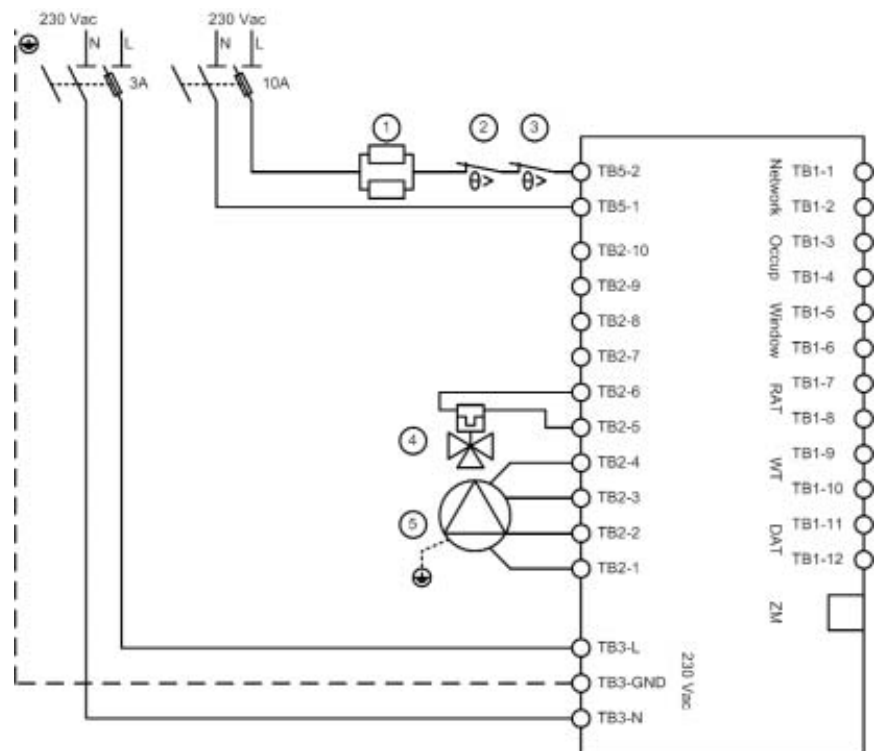 230 Vac 230 Vac
N L N L
3A 10A
1 2 3
θ> θ>
TB5-2
TB5-1
TB2-10
TB2-9
TB2-8
TB2-7
TB2-6
TB2-5
4
TB2-4
TB2-3
5
TB2-2
TB2-1
TB3-L
TB3-GND
TB3-N
230 Vac
Network
Occup
Window
RAT
WT
DAT
ZM
TB1-1
TB1-2
TB1-3
TB1-4
TB1-5
TB1-6
TB1-7
TB1-8
TB1-9
TB1-10
TB1-11
TB1-12